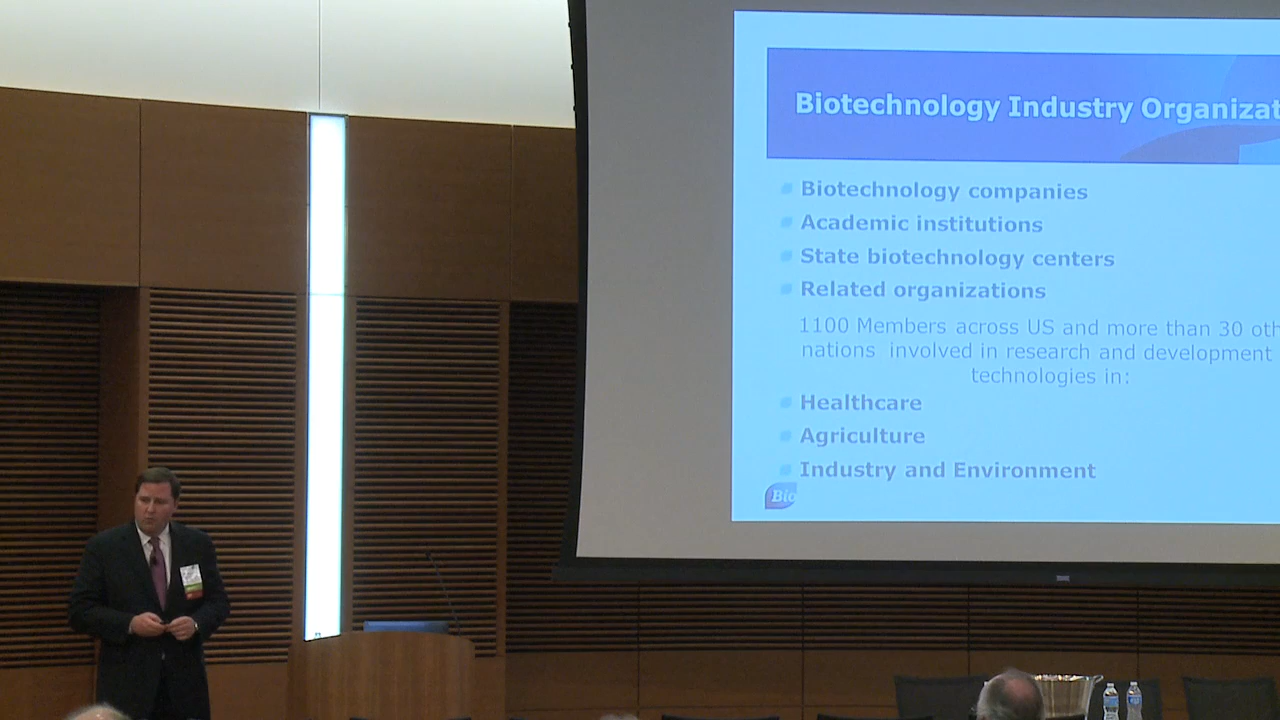 Biotechnology Industry Organizat
Biotechnology companies
Academic institutions
State biotechnology centers
Related organizations
1100 Members across US and more than 30 oth
nations involved in research and development
technologies in:
Healthcare
Agriculture
Industry and Environment
Bio